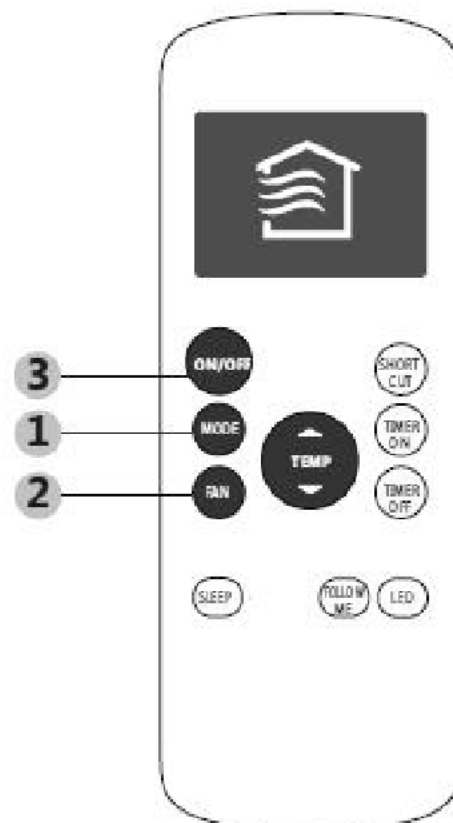 3
ON/OFF
SHORT
CUT
1
MODE
TIMER
ON
TEMP
2
FAN
TIMER
OFF
SLEEP
FOLLOW
ME
LED